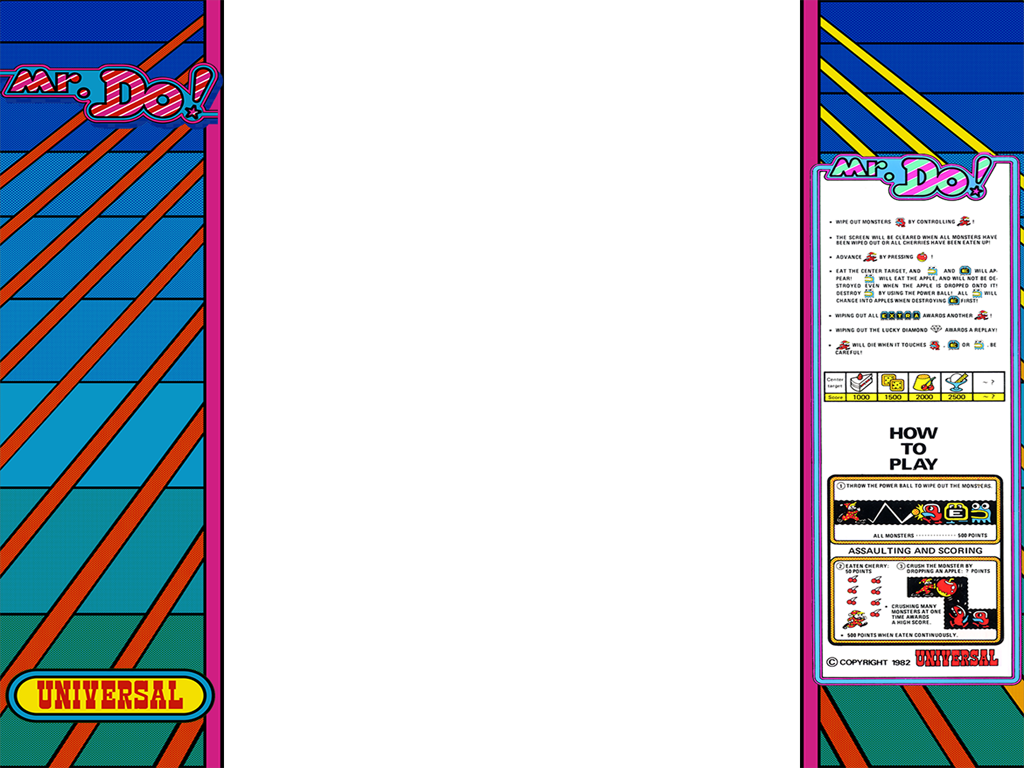 Mr. Do!
UNIVERSAL
Mr. Do!
• WIPE OUT MONSTERS BY CONTROLLING !
• THE SCREEN WILL BE CLEARED WHEN ALL MONSTERS HAVE
BEEN WIPED OUT OR ALL CHERRIES HAVE BEEN EATEN UP!
• ADVANCE BY PRESSING !
• EAT THE CENTER TARGET, AND AND WILL AP-
PEAR! WILL EAT THE APPLE, AND WILL NOT BE DE-
STROYED EVEN WHEN THE APPLE IS DROPPED ONTO IT!
DESTROY BY USING THE POWER BALL! ALL WILL
CHANGE INTO APPLES WHEN DESTROYING FIRST!
• WIPING OUT ALL EXTRA AWARDS ANOTHER !
• WIPING OUT THE LUCKY DIAMOND AWARDS A REPLAY!
• WILL DIE WHEN IT TOUCHES , OR . BE
CAREFUL!
Center
target ~ ?
Score 1000 1500 2000 2500 ~ ?
HOW
TO
PLAY
① THROW THE POWER BALL TO WIPE OUT THE MONSTERS.
E
ALL MONSTERS ·············· 500 POINTS
ASSAULTING AND SCORING
② EATEN CHERRY:
50 POINTS
③ CRUSH THE MONSTER BY
DROPPING AN APPLE: ? POINTS
• CRUSHING MANY
MONSTERS AT ONE
TIME AWARDS
A HIGH SCORE.
• 500 POINTS WHEN EATEN CONTINUOUSLY.
© COPYRIGHT 1982 UNIVERSAL